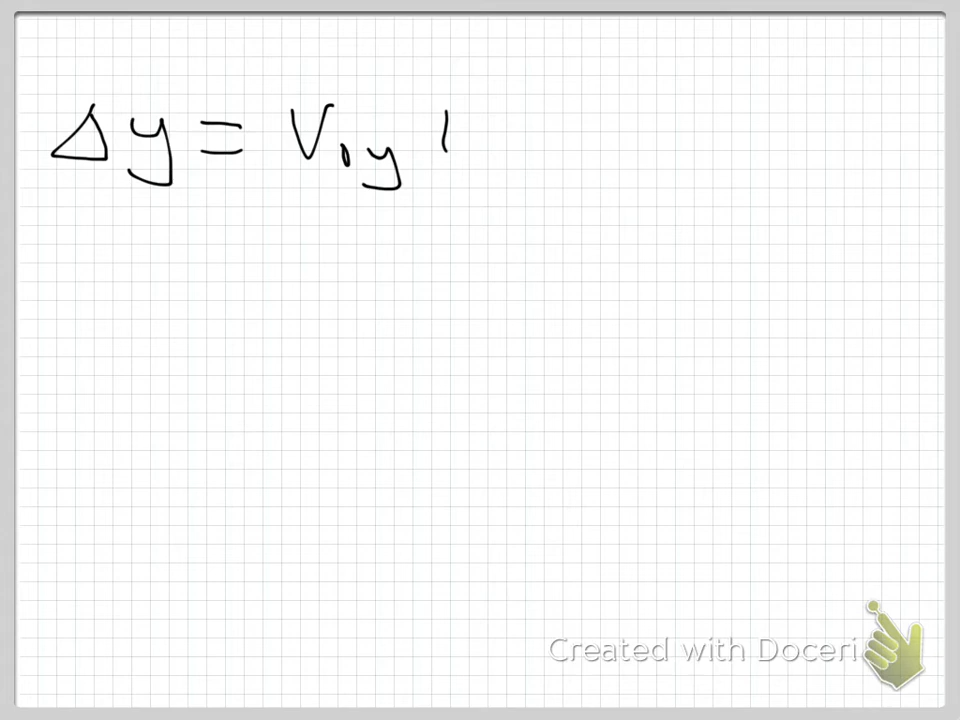 Δy = V₀y
Created with Doceri